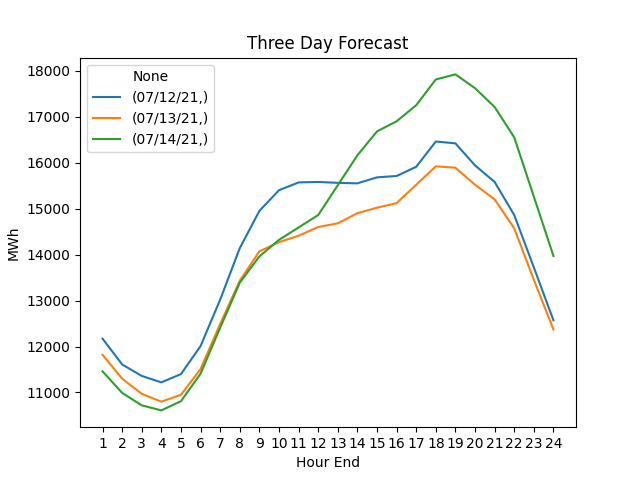 Three Day Forecast
None
(07/12/21,)
(07/13/21,)
(07/14/21,)
18000
17000
16000
15000
14000
13000
12000
11000
MWh
1 2 3 4 5 6 7 8 9 10 11 12 13 14 15 16 17 18 19 20 21 22 23 24
Hour End